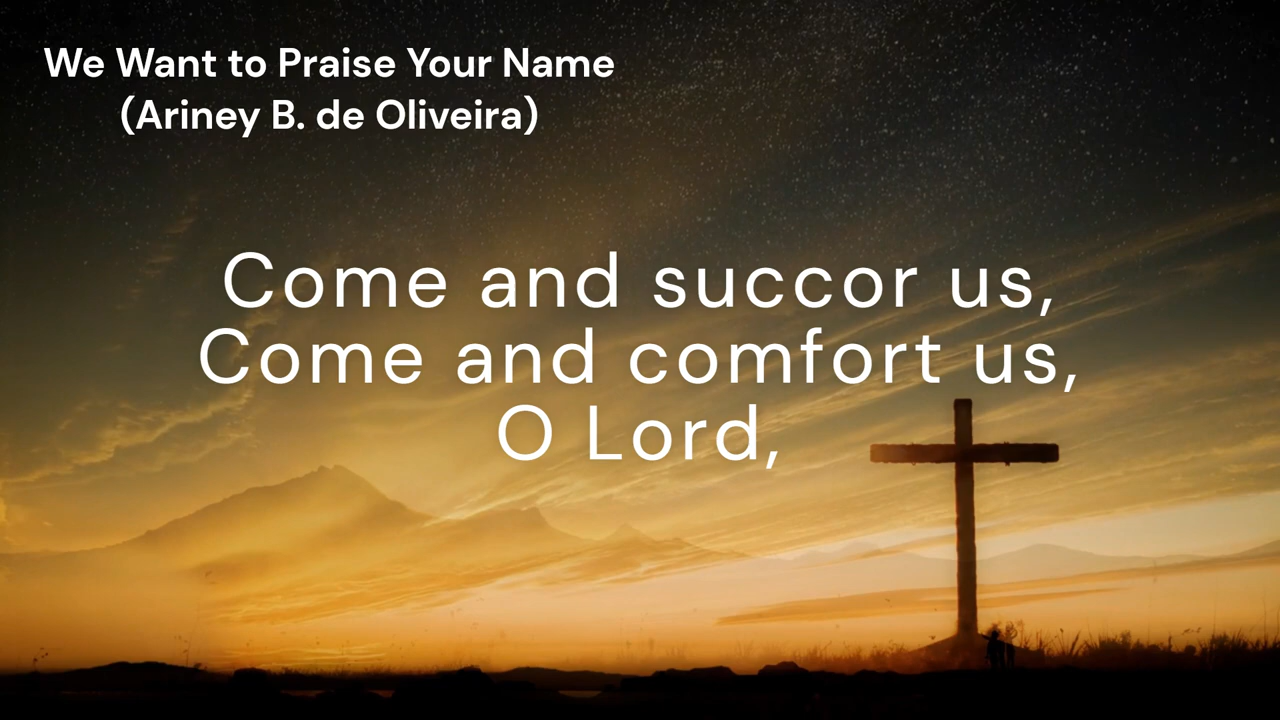 We Want to Praise Your Name
(Ariney B. de Oliveira)
Come and succor us,
Come and comfort us,
O Lord,